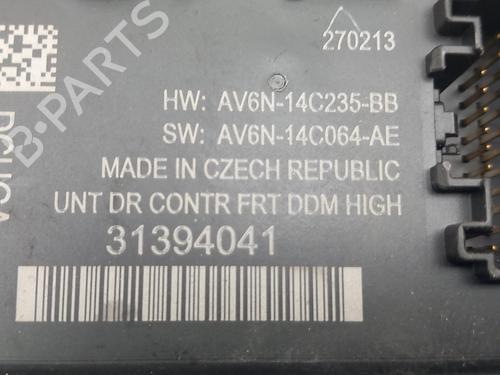 270213
HW: AV6N-14C235-BB
SW: AV6N-14C064-AE
MADE IN CZECH REPUBLIC
UNT DR CONTR FRT DDM HIGH
31394041
B-PARTS